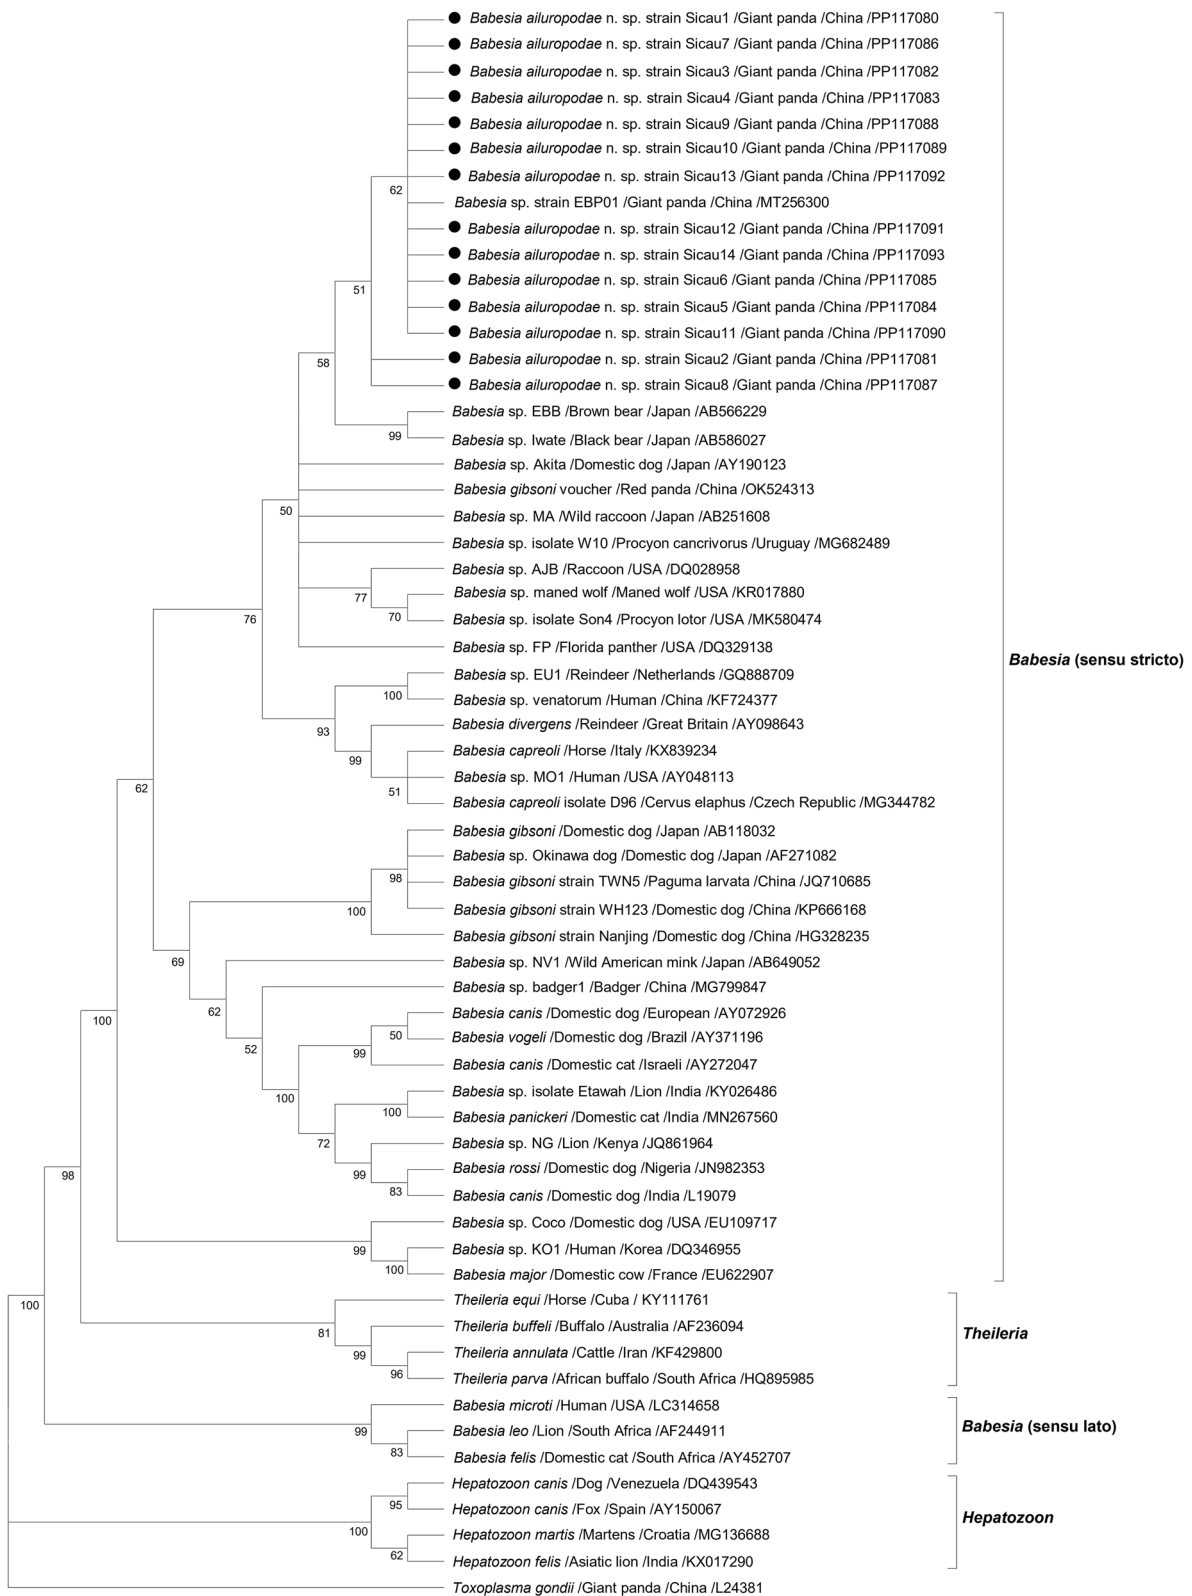 Babesia ailuropodae n. sp. strain Sicau1 /Giant panda /China /PP117080
Babesia ailuropodae n. sp. strain Sicau7 /Giant panda /China /PP117086
Babesia ailuropodae n. sp. strain Sicau3 /Giant panda /China /PP117082
Babesia ailuropodae n. sp. strain Sicau4 /Giant panda /China /PP117083
Babesia ailuropodae n. sp. strain Sicau9 /Giant panda /China /PP117088
Babesia ailuropodae n. sp. strain Sicau10 /Giant panda /China /PP117089
Babesia ailuropodae n. sp. strain Sicau13 /Giant panda /China /PP117092
62
Babesia sp. strain EBP01 /Giant panda /China /MT256300
Babesia ailuropodae n. sp. strain Sicau12 /Giant panda /China /PP117091
Babesia ailuropodae n. sp. strain Sicau14 /Giant panda /China /PP117093
Babesia ailuropodae n. sp. strain Sicau6 /Giant panda /China /PP117085
51
Babesia ailuropodae n. sp. strain Sicau5 /Giant panda /China /PP117084
Babesia ailuropodae n. sp. strain Sicau11 /Giant panda /China /PP117090
Babesia ailuropodae n. sp. strain Sicau2 /Giant panda /China /PP117081
58
Babesia ailuropodae n. sp. strain Sicau8 /Giant panda /China /PP117087
Babesia sp. EBB /Brown bear /Japan /AB566229
99
Babesia sp. Iwate /Black bear /Japan /AB586027
Babesia sp. Akita /Domestic dog /Japan /AY190123
Babesia gibsoni voucher /Red panda /China /OK524313
50
Babesia sp. MA /Wild raccoon /Japan /AB251608
Babesia sp. isolate W10 /Procyon cancrivorus /Uruguay /MG682489
Babesia sp. AJB /Raccoon /USA /DQ028958
77
Babesia sp. maned wolf /Maned wolf /USA /KR017880
70
Babesia sp. isolate Son4 /Procyon lotor /USA /MK580474
76
Babesia sp. FP /Florida panther /USA /DQ329138
Babesia (sensu stricto)
Babesia sp. EU1 /Reindeer /Netherlands /GQ888709
100
Babesia sp. venatorum /Human /China /KF724377
Babesia divergens /Reindeer /Great Britain /AY098643
93
Babesia capreoli /Horse /Italy /KX839234
99
Babesia sp. MO1 /Human /USA /AY048113
51
Babesia capreoli isolate D96 /Cervus elaphus /Czech Republic /MG344782
62
Babesia gibsoni /Domestic dog /Japan /AB118032
Babesia sp. Okinawa dog /Domestic dog /Japan /AF271082
98
Babesia gibsoni strain TWN5 /Paguma larvata /China /JQ710685
Babesia gibsoni strain WH123 /Domestic dog /China /KP666168
100
Babesia gibsoni strain Nanjing /Domestic dog /China /HG328235
69
Babesia sp. NV1 /Wild American mink /Japan /AB649052
Babesia sp. badger1 /Badger /China /MG799847
62
Babesia canis /Domestic dog /European /AY072926
100
50
Babesia vogeli /Domestic dog /Brazil /AY371196
52
99
Babesia canis /Domestic cat /Israeli /AY272047
Babesia sp. isolate Etawah /Lion /India /KY026486
100
100
Babesia panickeri /Domestic cat /India /MN267560
72
Babesia sp. NG /Lion /Kenya /JQ861964
Babesia rossi /Domestic dog /Nigeria /JN982353
99
98
83
Babesia canis /Domestic dog /India /L19079
Babesia sp. Coco /Domestic dog /USA /EU109717
99
Babesia sp. KO1 /Human /Korea /DQ346955
100
Babesia major /Domestic cow /France /EU622907
Theileria equi /Horse /Cuba / KY111761
100
Theileria buffeli /Buffalo /Australia /AF236094
81
Theileria
Theileria annulata /Cattle /Iran /KF429800
99
96
Theileria parva /African buffalo /South Africa /HQ895985
Babesia microti /Human /USA /LC314658
99
Babesia leo /Lion /South Africa /AF244911
Babesia (sensu lato)
83
Babesia felis /Domestic cat /South Africa /AY452707
Hepatozoon canis /Dog /Venezuela /DQ439543
95
Hepatozoon canis /Fox /Spain /AY150067
Hepatozoon
100
Hepatozoon martis /Martens /Croatia /MG136688
62
Hepatozoon felis /Asiatic lion /India /KX017290
Toxoplasma gondii /Giant panda /China /L24381